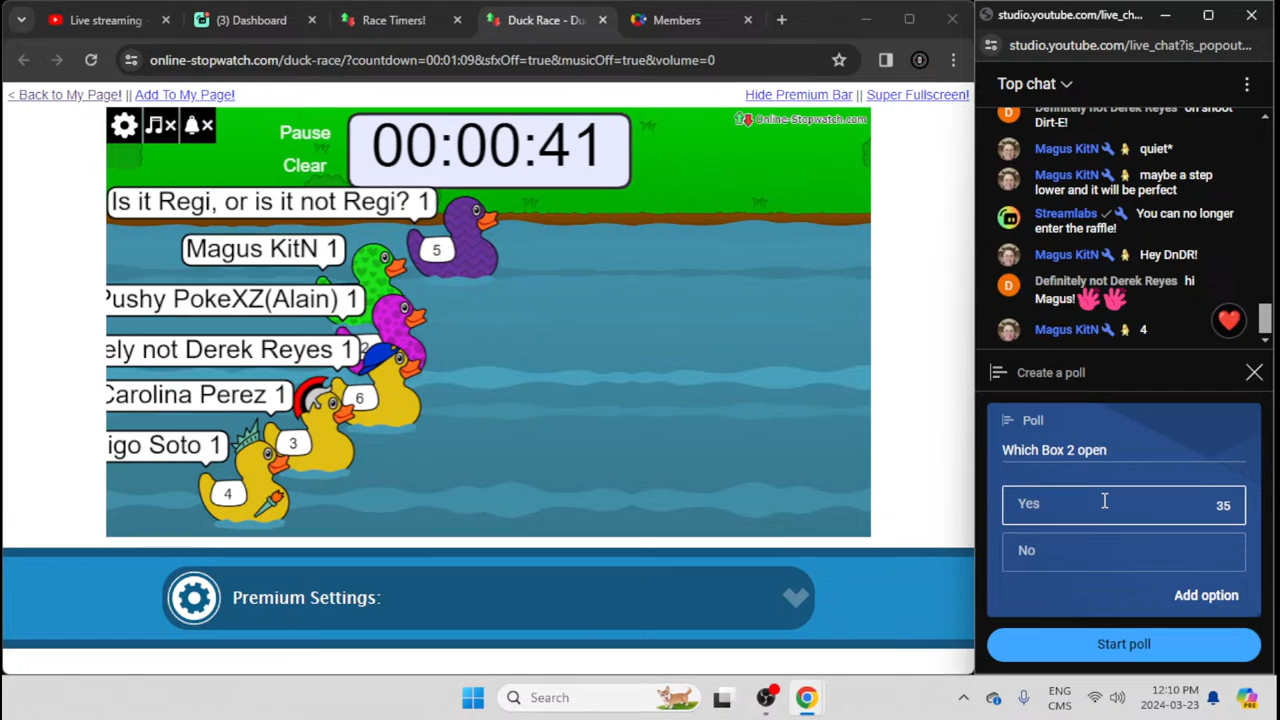 Live streaming
(3) Dashboard
Race Timers!
Duck Race - Du
Members
studio.youtube.com/live_ch...
online-stopwatch.com/duck-race/?countdown=00:01:09&sfxOff=true&musicOff=true&volume=0
studio.youtube.com/live_chat?is_popout...
< Back to My Page! || Add To My Page!
Hide Premium Bar || Super Fullscreen!
Top chat
Pause
Clear
00:00:41
Online-Stopwatch.com
Is it Regi, or is it not Regi? 1
5
Magus KitN 1
Pushy PokeXZ(Alain) 1
2
ely not Derek Reyes 1
6
Carolina Perez 1
3
igo Soto 1
4
Premium Settings:
Definitely not Derek Reyes oh shoot
Dirt-E!
Magus KitN quiet*
Magus KitN maybe a step
lower and it will be perfect
Streamlabs You can no longer
enter the raffle!
Magus KitN Hey DnDR!
Definitely not Derek Reyes hi
Magus!
Magus KitN 4
Create a poll
Poll
Which Box 2 open
Yes
35
No
Add option
Start poll
Search
ENG
CMS
12:10 PM
2024-03-23
PRE